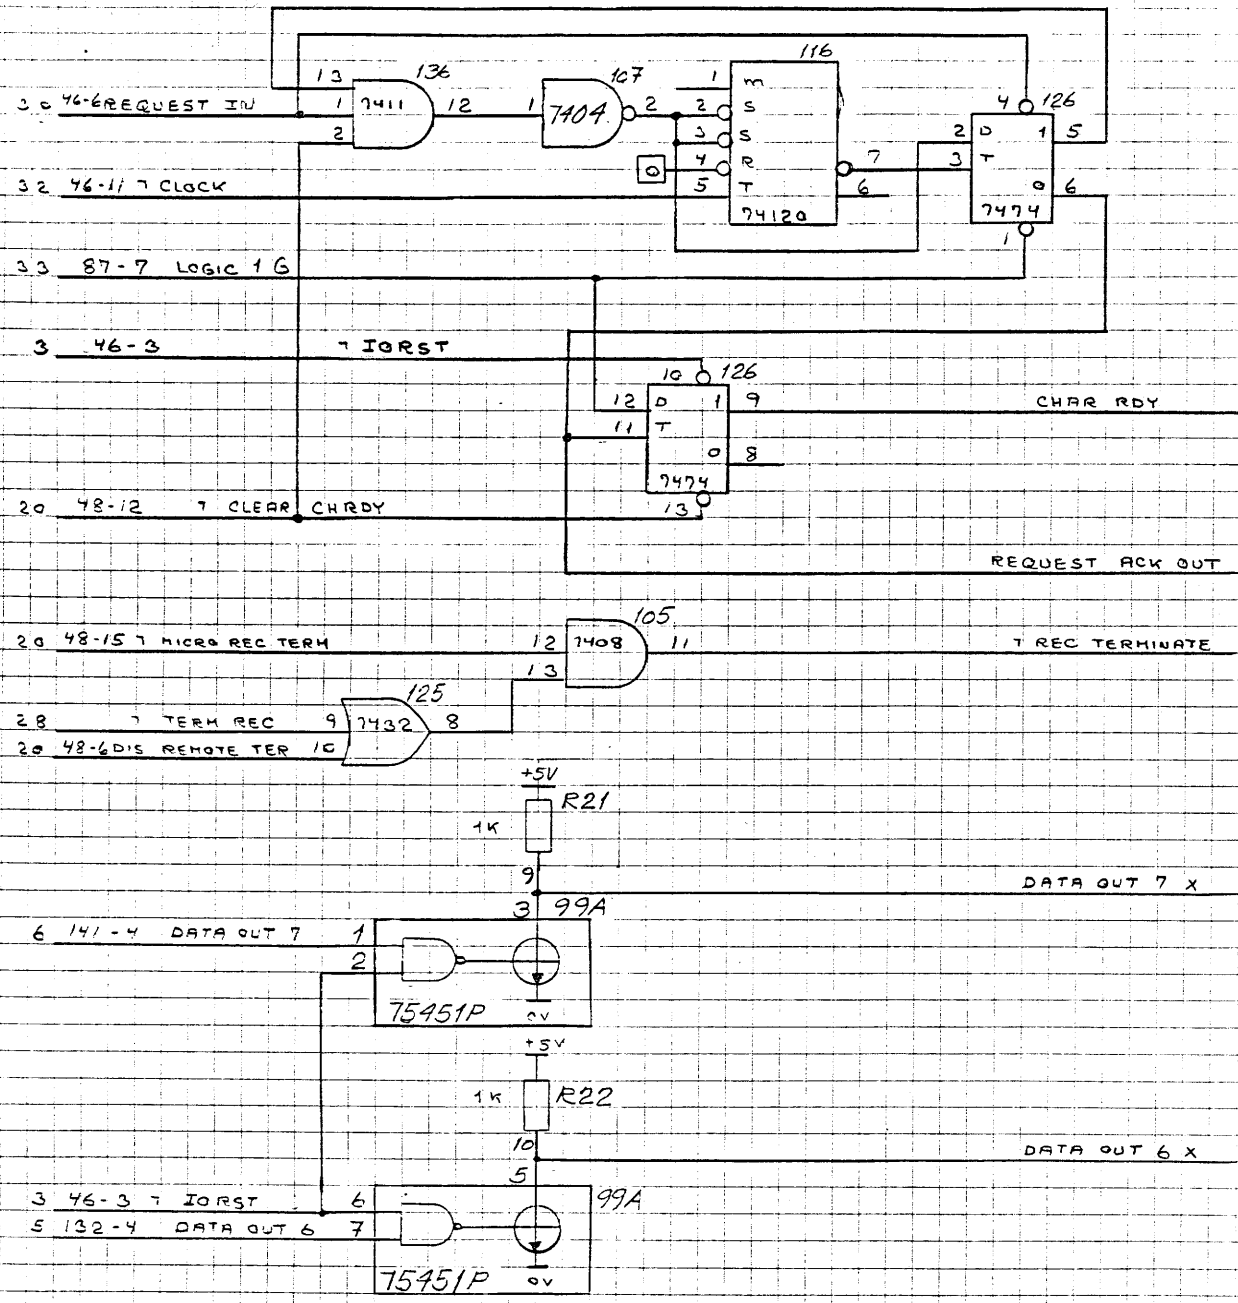 116
13 136 107 1 m 4 126
30 46-6 REQUEST IN 1 7411 12 1 7404 2 2 S 2 D 1 5
2 3 S 3 T
0 4 R 7
32 46-11 ¬ CLOCK 5 T 6 0 6
74120 7474
1
33 87-7 LOGIC 1 G
3 46-3 ¬ IORST
10 126
12 D 1 9 CHAR RDY
11 T
0 8
7474
20 48-12 ¬ CLEAR CHRDY 13
REQUEST ACK OUT
105
20 48-15 ¬ MICRO REC TERM 12 7408 11 ¬ REC TERMINATE
13
125
28 ¬ TERM REC 9 7432 8
20 48-6 DIS REMOTE TER 10
+5V
R21
1K
9
DATA OUT 7 X
3 99A
6 141-4 DATA OUT 7 1
2
75451P 0V
+5V
1K R22
10
DATA OUT 6 X
5
3 46-3 ¬ IORST 6 99A
5 132-4 DATA OUT 6 7
75451P 0V